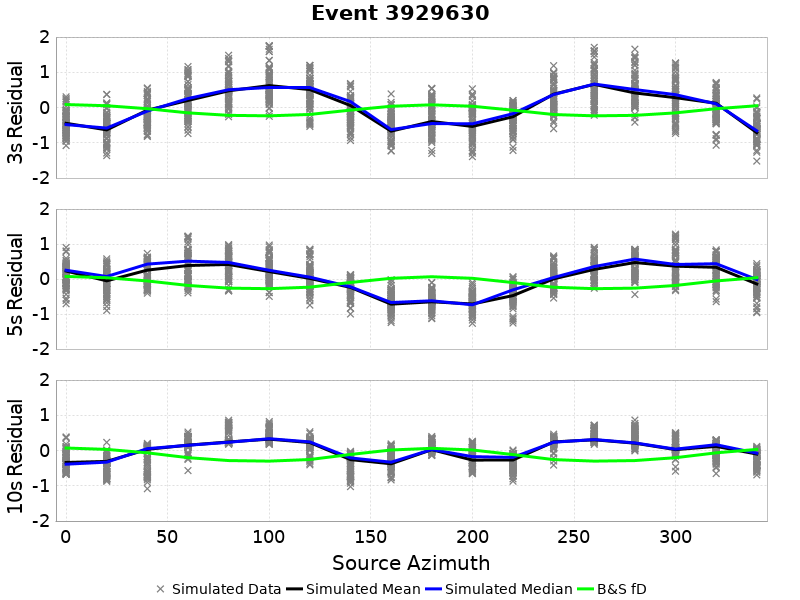 Event 3929630
3s Residual
2
1
0
-1
-2
5s Residual
2
1
0
-1
-2
10s Residual
2
1
0
-1
-2
0 50 100 150 200 250 300
Source Azimuth
Simulated Data Simulated Mean Simulated Median B&S fD